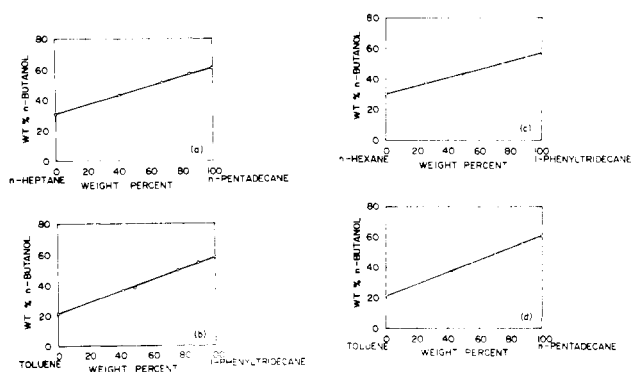 WT % n-BUTANOL
80
60
40
20
0
0 20 40 60 80 100
(a)
n-HEPTANE WEIGHT PERCENT n-PENTADECANE
WT % n-BUTANOL
80
60
40
20
0
0 20 40 60 80
(b)
TOLUENE WEIGHT PERCENT 1-PHENYLTRIDECANE
WT % n-BUTANOL
80
60
40
20
0
0 20 40 60 80 100
(c)
n-HEXANE WEIGHT PERCENT 1-PHENYLTRIDECANE
WT % n-BUTANOL
80
60
40
20
0
0 20 40 60 80 100
(d)
TOLUENE WEIGHT PERCENT n-PENTADECANE